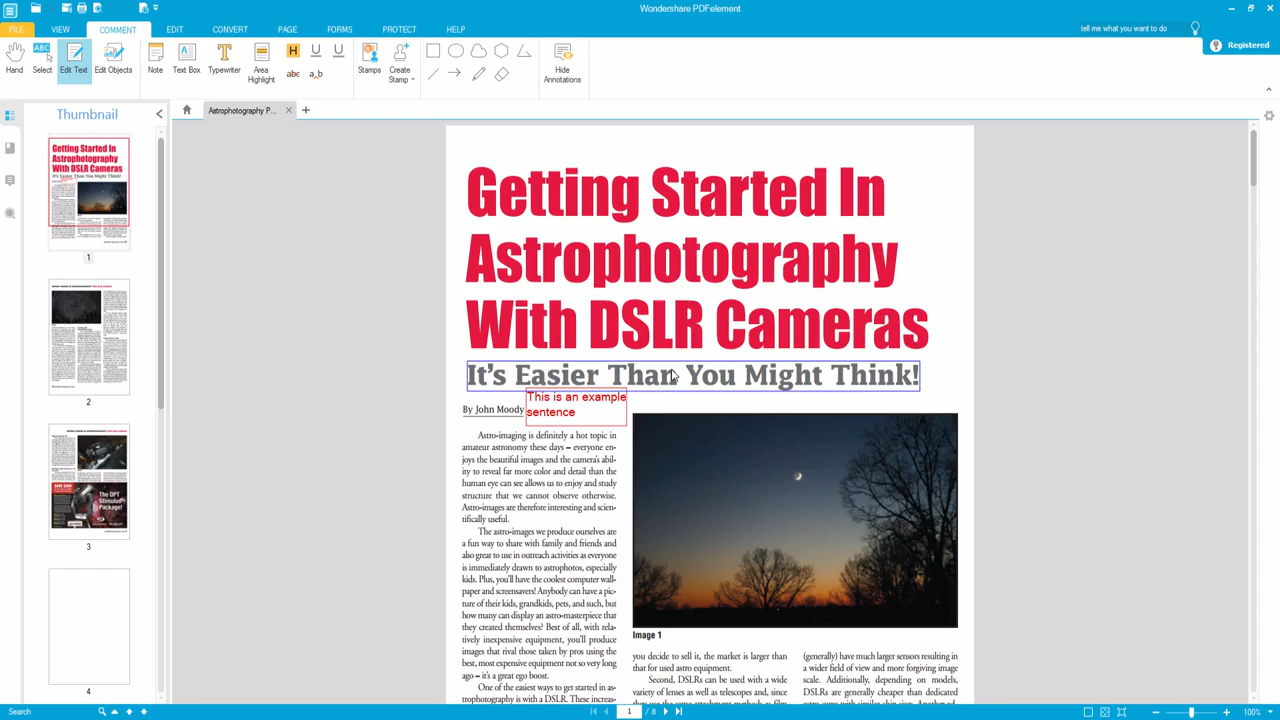 Wondershare PDFelement
FILE VIEW COMMENT EDIT CONVERT PAGE FORMS PROTECT HELP
tell me what you want to do
Registered
Hand Select Edit Text Edit Objects Note Text Box Typewriter Area Highlight Stamps Create Stamp Hide Annotations
Thumbnail
Astrophotography P...
Getting Started In
Astrophotography
With DSLR Cameras
It's Easier Than You Might Think!
This is an example
sentence
By John Moody
Astro-imaging is definitely a hot topic in
amateur astronomy these days – everyone en-
joys the beautiful images and the camera's abil-
ity to reveal far more color and detail than the
human eye can see allows us to enjoy and study
structure that we cannot observe otherwise.
Astro-images are therefore interesting and scien-
tifically useful.
The astro-images we produce ourselves are
a fun way to share with family and friends and
also great to use in outreach activities as everyone
is immediately drawn to astrophotos, especially
kids. Plus, you'll have the coolest computer wall-
paper and screensavers! Anybody can have a pic-
ture of their kids, grandkids, pets, and such, but
how many can display an astro-masterpiece that
they created themselves? Best of all, with rela-
tively inexpensive equipment, you'll produce
images that rival those taken by pros using the
best, most expensive equipment not so very long
ago – it's a great ego boost.
One of the easiest ways to get started in as-
trophotography is with a DSLR. These increas-
Image 1
you decide to sell it, the market is larger than
that for used astro equipment.
Second, DSLRs can be used with a wide
variety of lenses as well as telescopes and, since
(generally) have much larger sensors resulting in
a wider field of view and more forgiving image
scale. Additionally, depending on models,
DSLRs are generally cheaper than dedicated
1
2
3
4
Search
1 / 8
100%